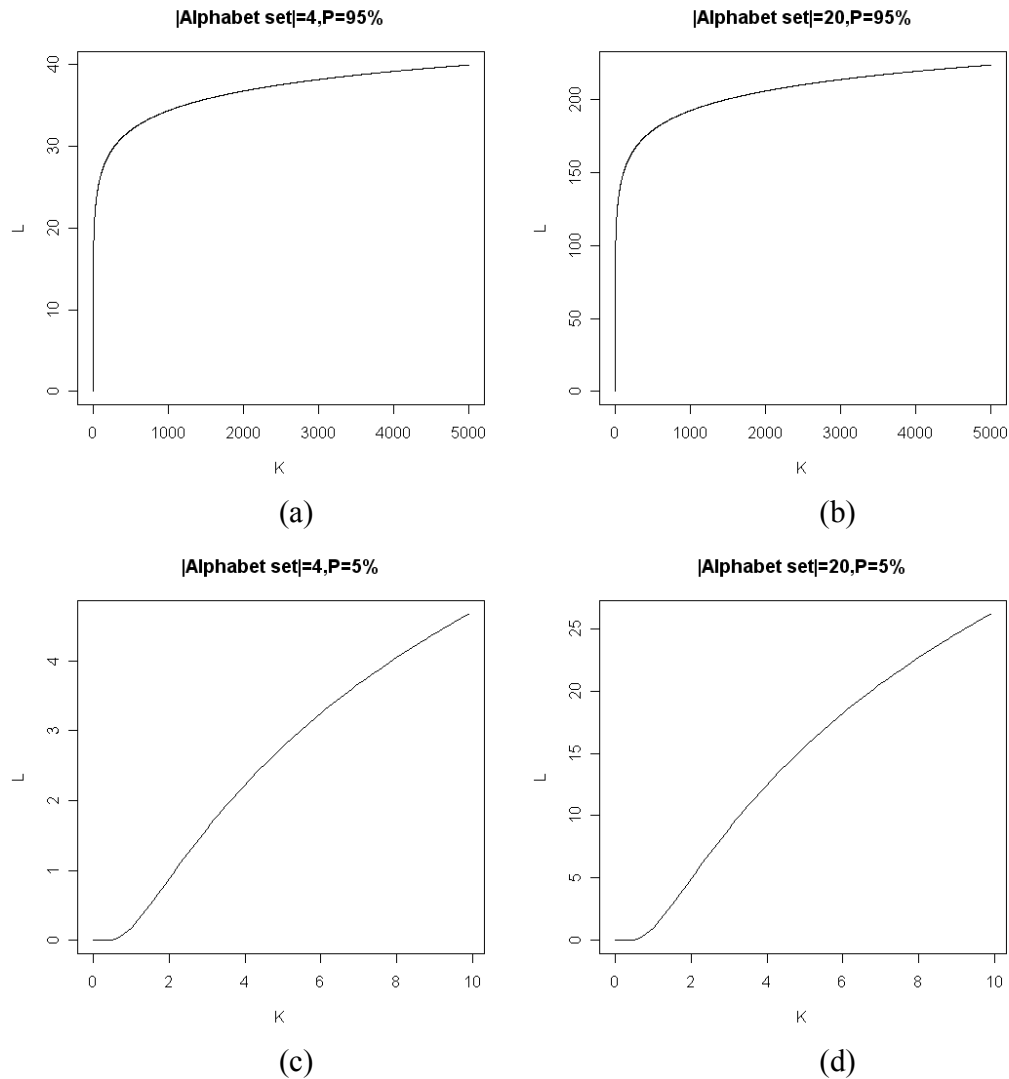 |Alphabet set|=4,P=95%
L
40
30
20
10
0
0 1000 2000 3000 4000 5000
K
(a)
|Alphabet set|=20,P=95%
L
200
150
100
50
0
0 1000 2000 3000 4000 5000
K
(b)
|Alphabet set|=4,P=5%
L
4
3
2
1
0
0 2 4 6 8 10
K
(c)
|Alphabet set|=20,P=5%
L
25
20
15
10
5
0
0 2 4 6 8 10
K
(d)